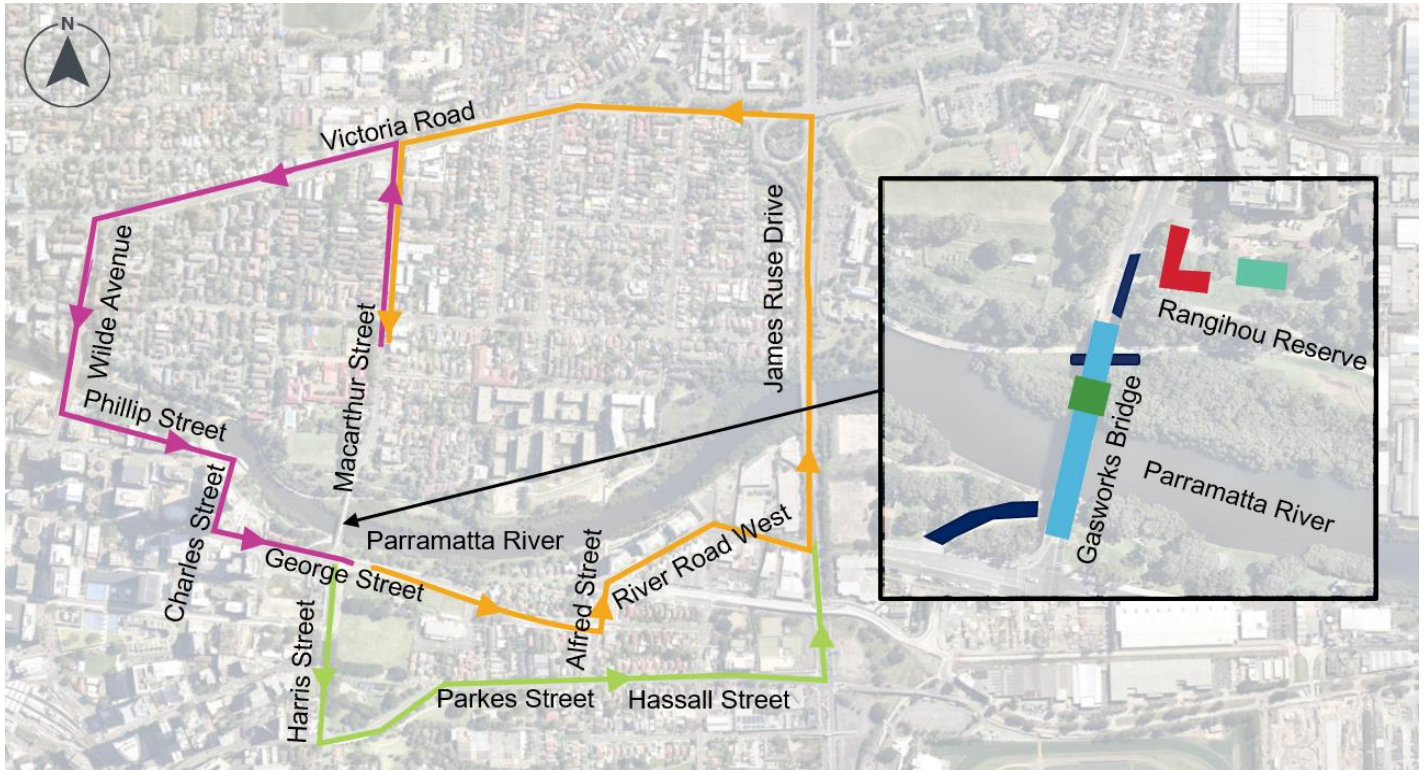 N
Victoria Road
Wilde Avenue
Phillip Street
Charles Street
George Street
Macarthur Street
Parramatta River
Harris Street
Parkes Street
Hassall Street
Alfred Street
River Road West
James Ruse Drive
Rangihou Reserve
Gasworks Bridge
Parramatta River